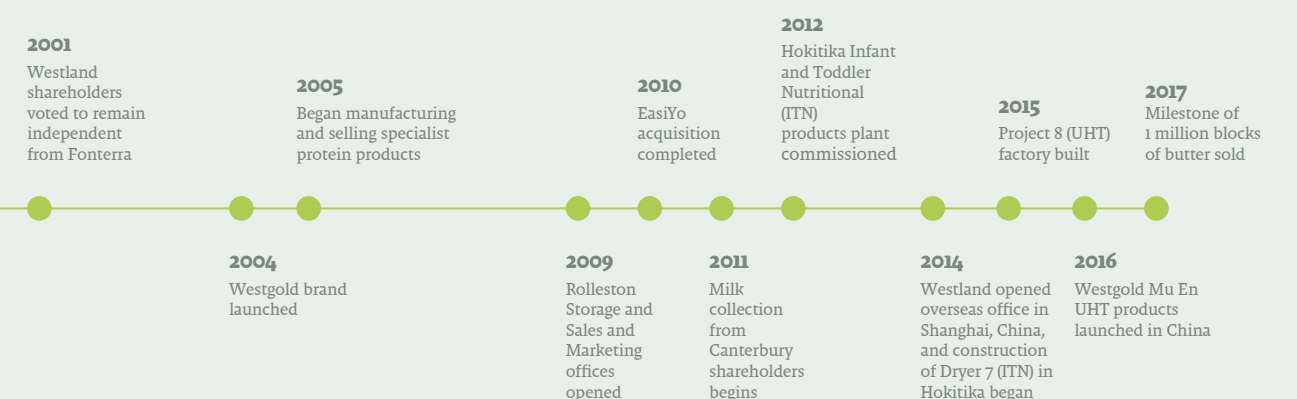 2001
Westland
shareholders
voted to remain
independent
from Fonterra
2004
Westgold brand
launched
2005
Began manufacturing
and selling specialist
protein products
2009
Rolleston
Storage and
Sales and
Marketing
offices
opened
2010
EasiYo
acquisition
completed
2011
Milk
collection
from
Canterbury
shareholders
begins
2012
Hokitika Infant
and Toddler
Nutritional
(ITN)
products plant
commissioned
2014
Westland opened
overseas office in
Shanghai, China,
and construction
of Dryer 7 (ITN) in
Hokitika began
2015
Project 8 (UHT)
factory built
2016
Westgold Mu En
UHT products
launched in China
2017
Milestone of
1 million blocks
of butter sold